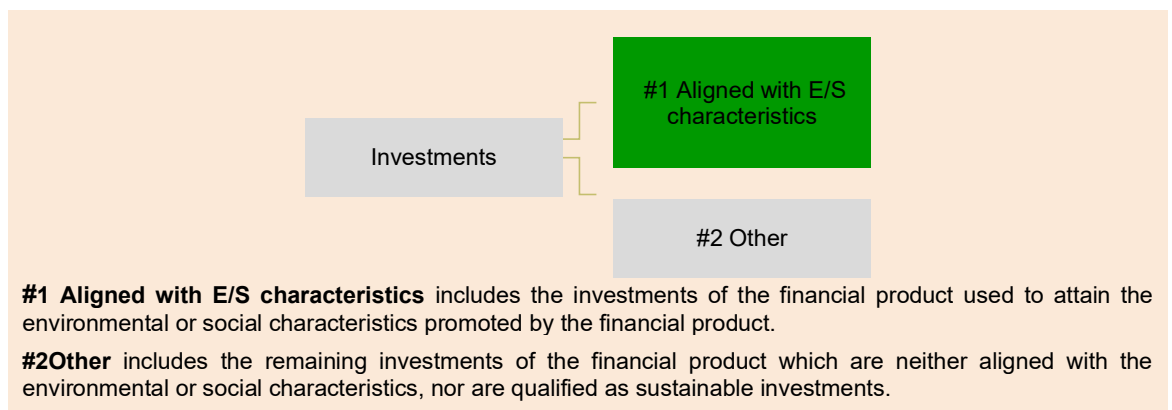 #1 Aligned with E/S
characteristics
Investments
#2 Other
#1 Aligned with E/S characteristics includes the investments of the financial product used to attain the
environmental or social characteristics promoted by the financial product.
#2Other includes the remaining investments of the financial product which are neither aligned with the
environmental or social characteristics, nor are qualified as sustainable investments.